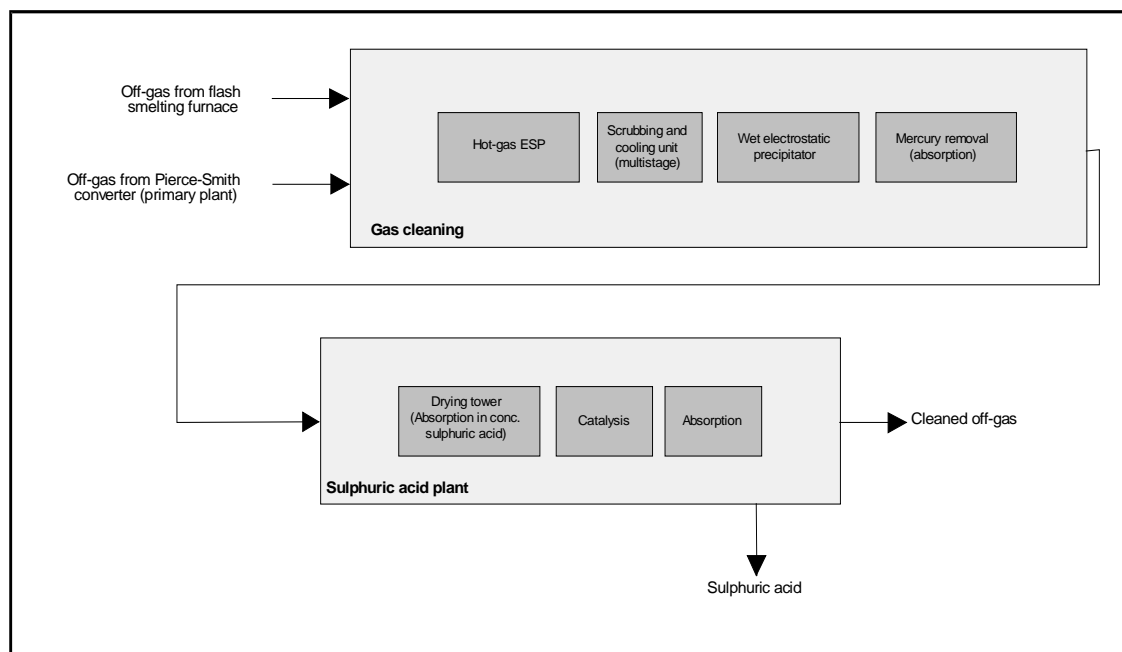 Off-gas from flash
smelting furnace
Off-gas from Pierce-Smith
converter (primary plant)
Hot-gas ESP
Scrubbing and
cooling unit
(multistage)
Wet electrostatic
precipitator
Mercury removal
(absorption)
Gas cleaning
Drying tower
(Absorption in conc.
sulphuric acid)
Catalysis
Absorption
Sulphuric acid plant
Cleaned off-gas
Sulphuric acid